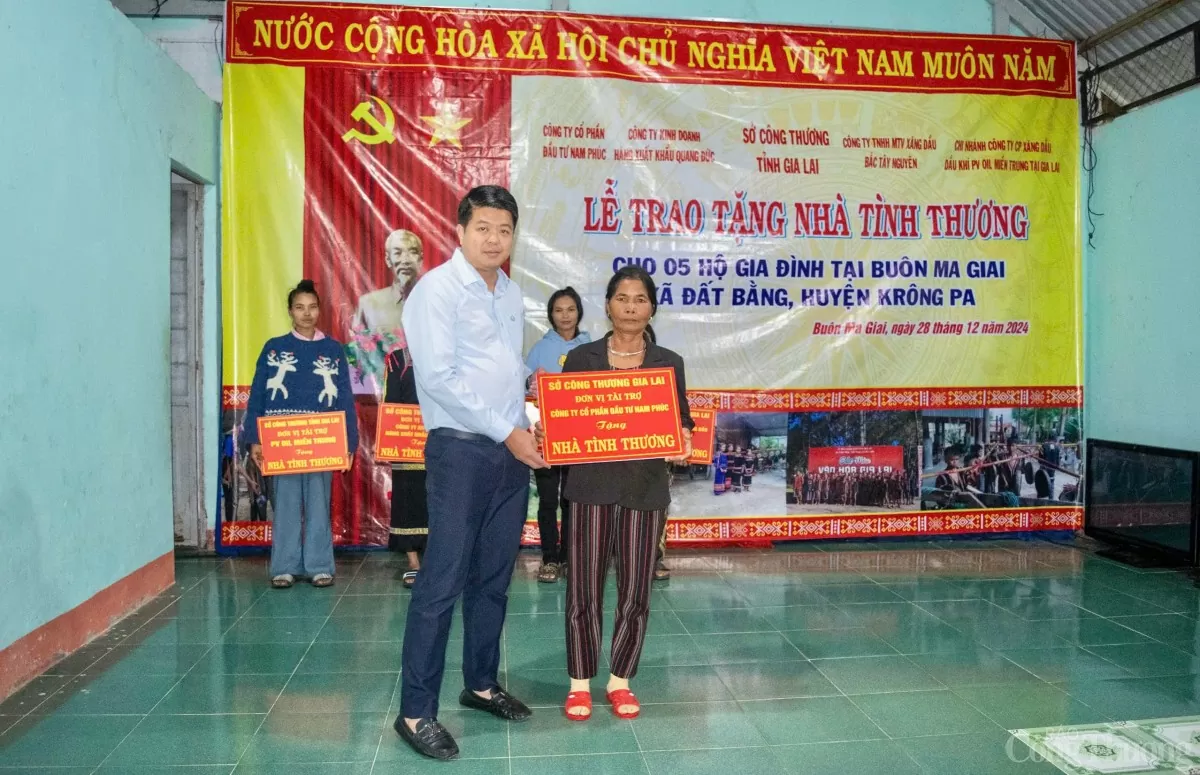 NƯỚC CỘNG HÒA XÃ HỘI CHỦ NGHĨA VIỆT NAM MUÔN NĂM
CÔNG TY CỔ PHẦN
ĐẦU TƯ NAM PHÚC
CÔNG TY KINH DOANH
HÀNG XUẤT KHẨU QUANG ĐỨC
SỞ CÔNG THƯƠNG
TỈNH GIA LAI
CÔNG TY TNHH MTV XĂNG DẦU
BẮC TÂY NGUYÊN
CHI NHÁNH CÔNG TY CP XĂNG DẦU
DẦU KHÍ PV OIL MIỀN TRUNG TẠI GIA LAI
LỄ TRAO TẶNG NHÀ TÌNH THƯƠNG
CHO 05 HỘ GIA ĐÌNH TẠI BUÔN MA GIAI
XÃ ĐẤT BẰNG, HUYỆN KRÔNG PA
Buôn Ma Giai, ngày 28 tháng 12 năm 2024
SỞ CÔNG THƯƠNG GIA LAI
ĐƠN VỊ TÀI TRỢ
CÔNG TY CỔ PHẦN ĐẦU TƯ NAM PHÚC
Tặng
NHÀ TÌNH THƯƠNG
SỞ CÔNG THƯƠNG TỈNH GIA LAI
ĐƠN VỊ TÀI TRỢ
PV OIL MIỀN TRUNG
Tặng
NHÀ TÌNH THƯƠNG
VĂN HÓA GIA LAI
Công Thương